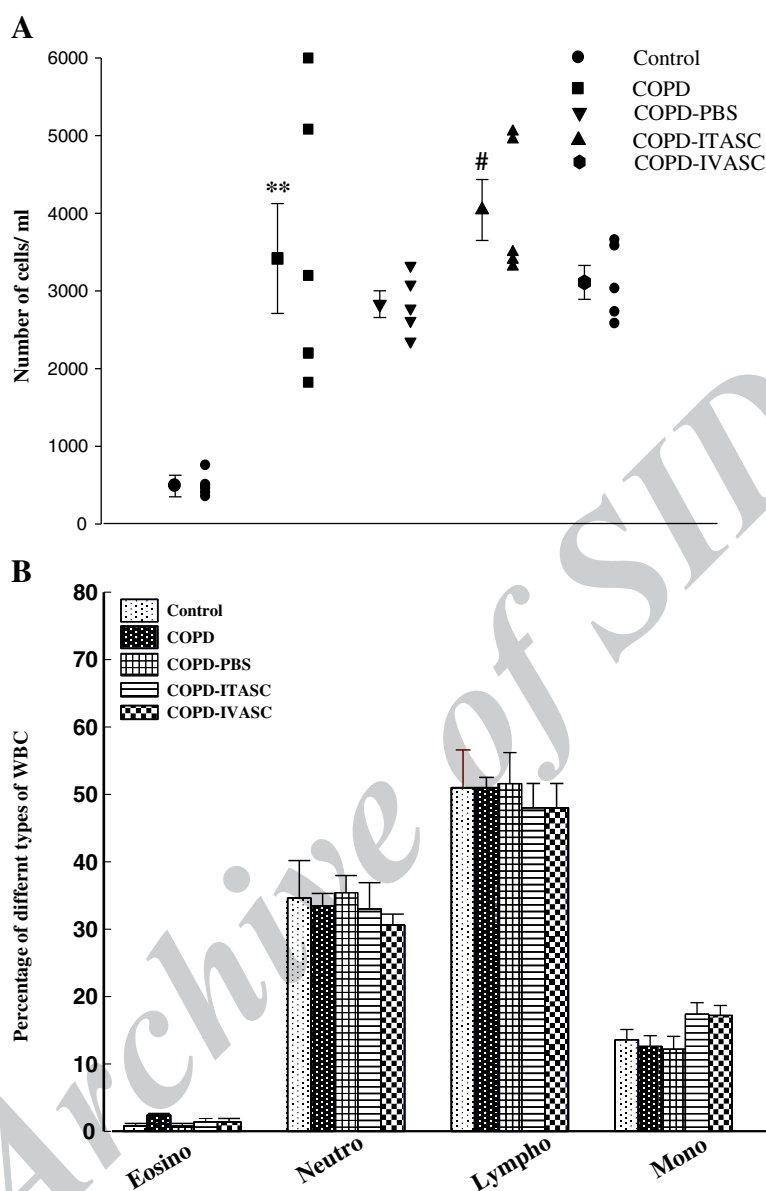 A
6000
5000
4000
3000
2000
1000
0
Number of cells/ ml
**
#
Control
COPD
COPD-PBS
COPD-ITASC
COPD-IVASC
B
80
70
60
50
40
30
20
10
0
Percentage of differnt types of WBC
Control
COPD
COPD-PBS
COPD-ITASC
COPD-IVASC
Eosino
Neutro
Lympho
Mono
Archive of SID